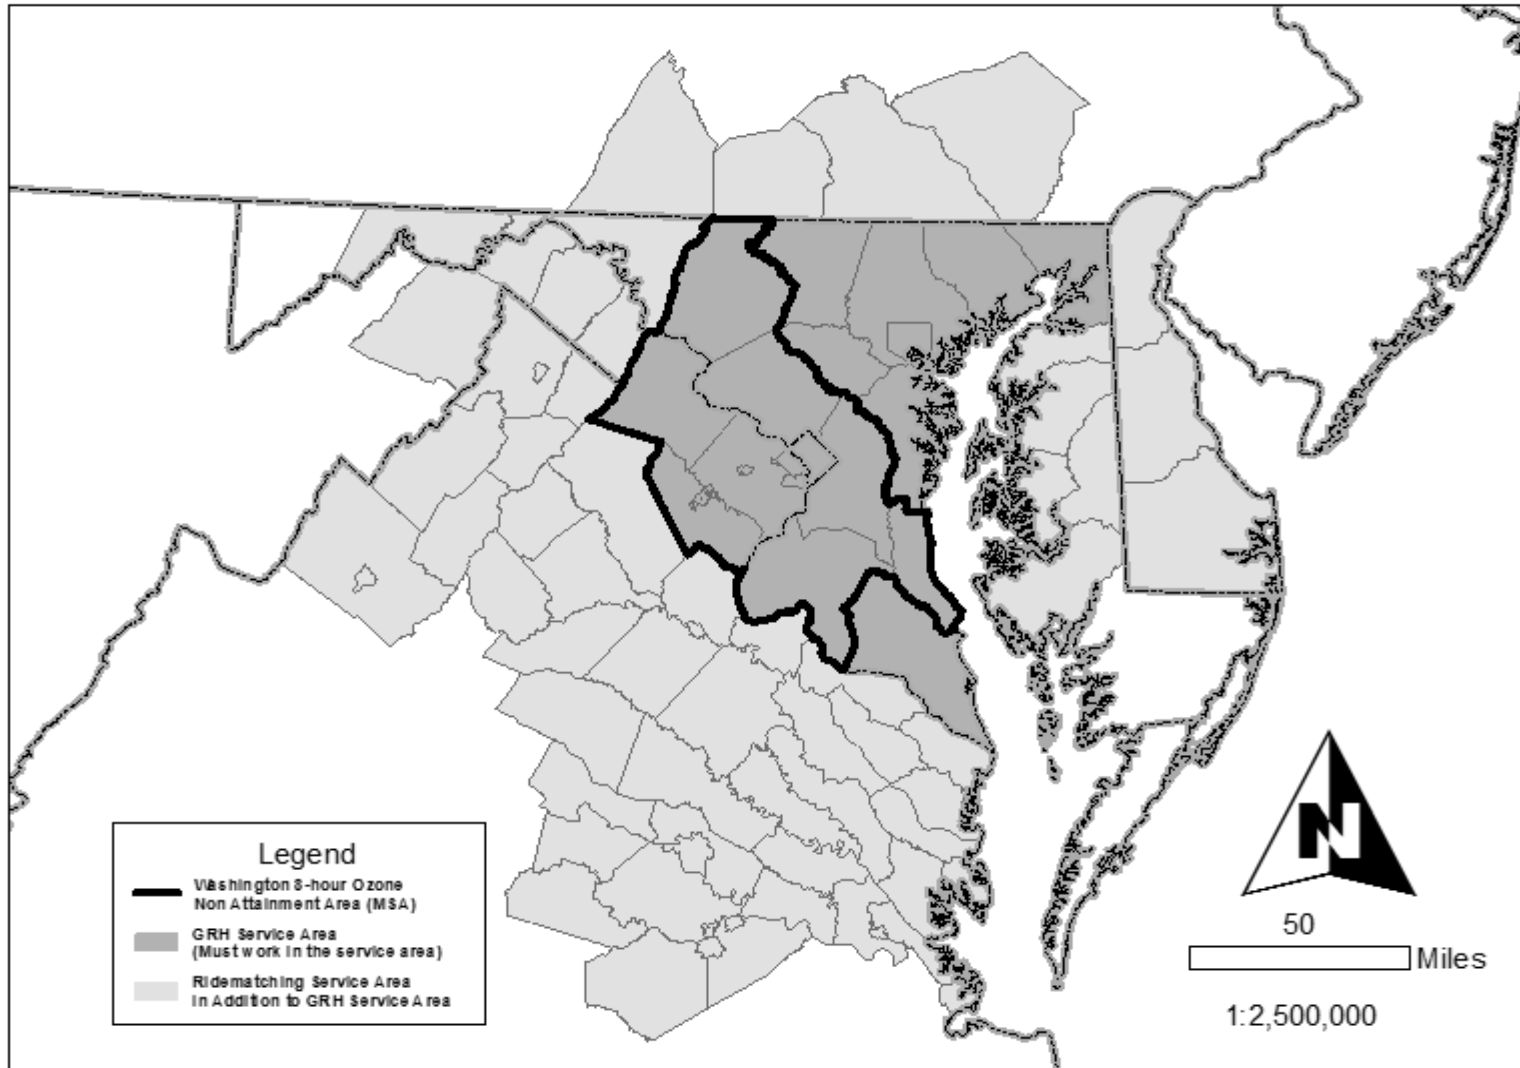 Legend
Washington 8-hour Ozone
Non Attainment Area (MSA)
GRH Service Area
(Must work in the service area)
Ridematching Service Area
in Addition to GRH Service Area
N
50
Miles
1:2,500,000